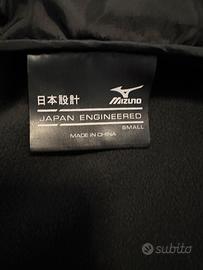 日本設計
MIZUNO
JAPAN ENGINEERED
SMALL
MADE IN CHINA
subito